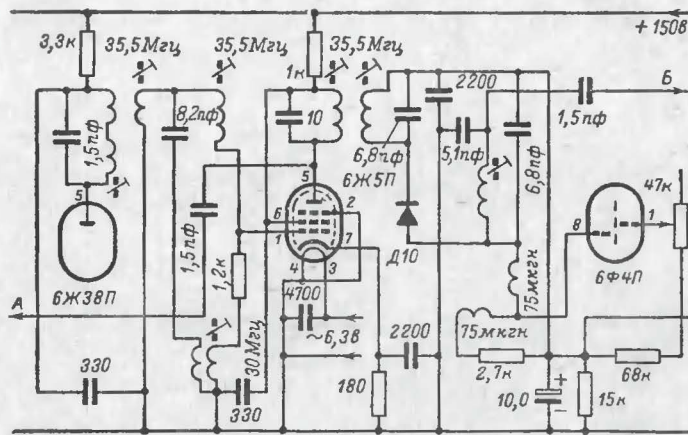 3,3к
35,5Мгц
35,5Мгц
1к
35,5Мгц
+150в
2200
Б
8,2пф
10
1,5пф
1,5пф
6,8пф
5,1пф
6,8пф
5
5
6Ж5П
47к
6
2
1
7
8
1
1,5пф
1,2к
4
3
Д10
75мкгн
6Ф4П
А
6Ж38П
4700
~6,3в
75мкгн
30Мгц
2200
330
330
180
2,7к
10,0
+
–
15к
68к